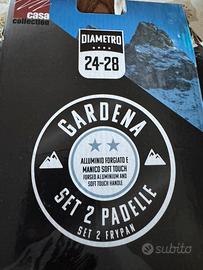 casa
collection
DIAMETRO
24-28
GARDENA
ALLUMINIO FORGIATO E
MANICO SOFT TOUCH
FORGED ALUMINIUM AND
SOFT TOUCH HANDLE
SET 2 PADELLE
SET 2 FRYPAN
subito